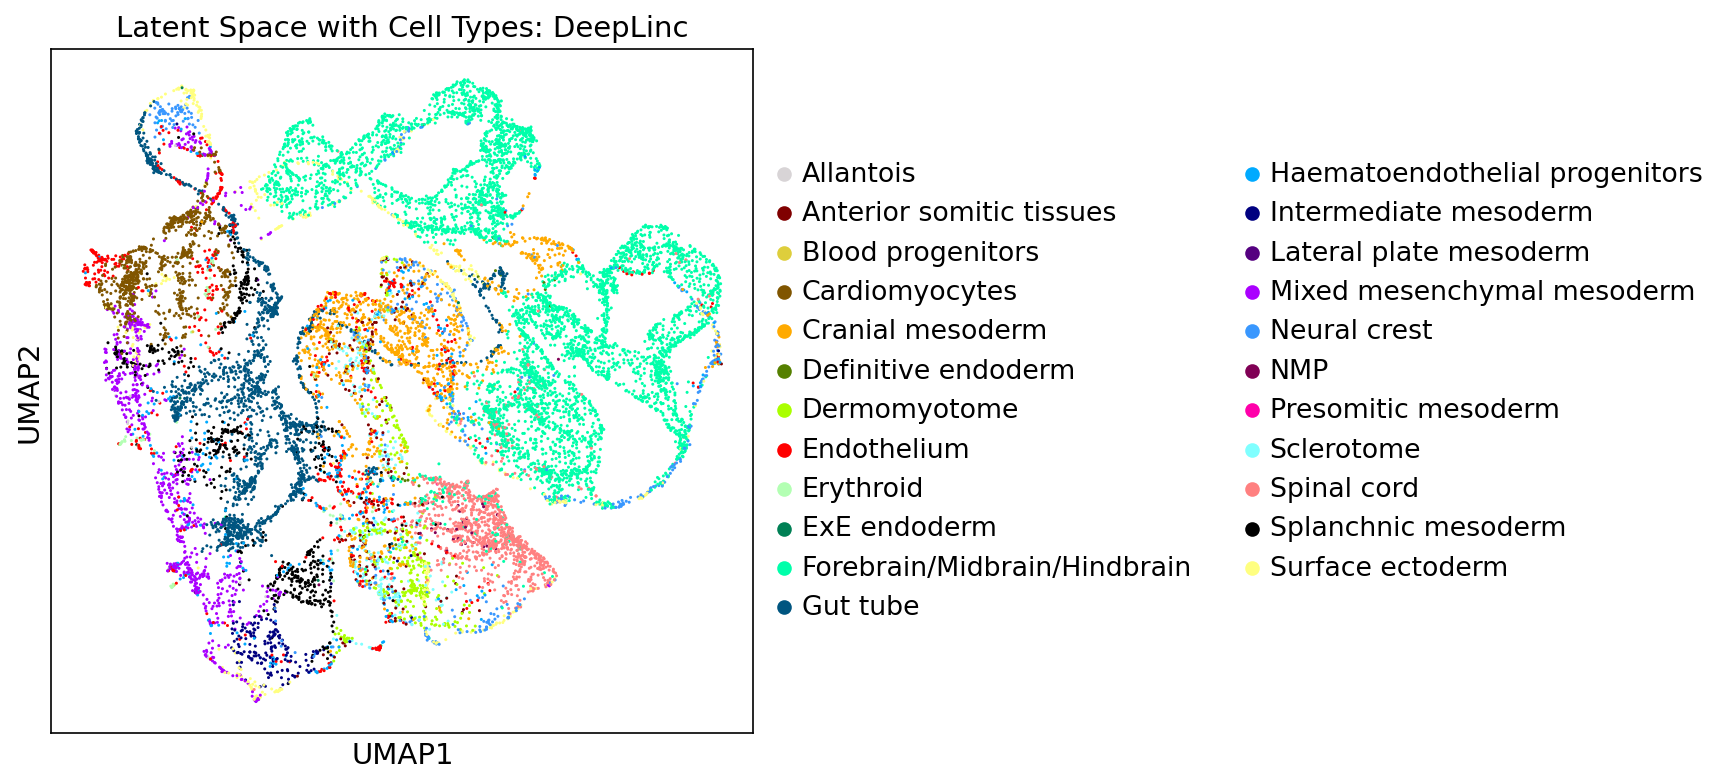 Latent Space with Cell Types: DeepLinc
UMAP2
UMAP1
Allantois
Anterior somitic tissues
Blood progenitors
Cardiomyocytes
Cranial mesoderm
Definitive endoderm
Dermomyotome
Endothelium
Erythroid
ExE endoderm
Forebrain/Midbrain/Hindbrain
Gut tube
Haematoendothelial progenitors
Intermediate mesoderm
Lateral plate mesoderm
Mixed mesenchymal mesoderm
Neural crest
NMP
Presomitic mesoderm
Sclerotome
Spinal cord
Splanchnic mesoderm
Surface ectoderm